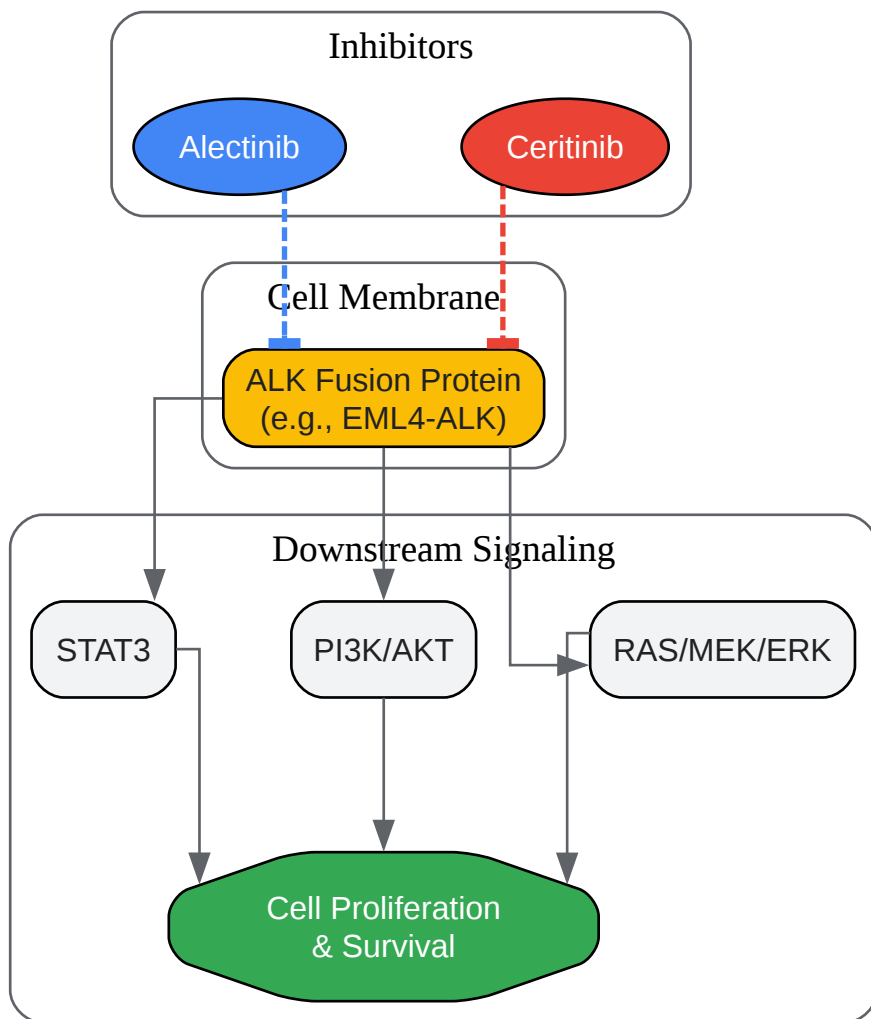 Inhibitors
Alectinib
Ceritinib
Cell Membrane
ALK Fusion Protein
(e.g., EML4-ALK)
Downstream Signaling
STAT3
PI3K/AKT
RAS/MEK/ERK
Cell Proliferation
& Survival